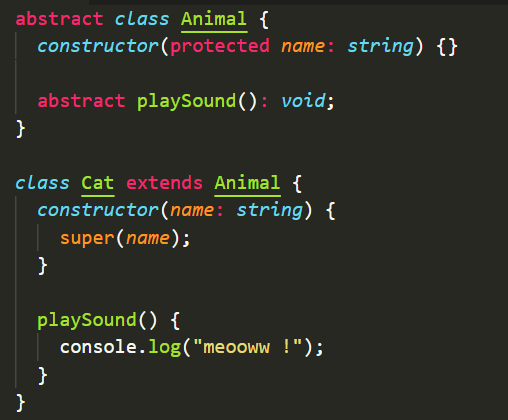 abstract class Animal {
constructor(protected name: string) {}
abstract playSound(): void;
}
class Cat extends Animal {
constructor(name: string) {
super(name);
}
playSound() {
console.log("meooww !");
}
}